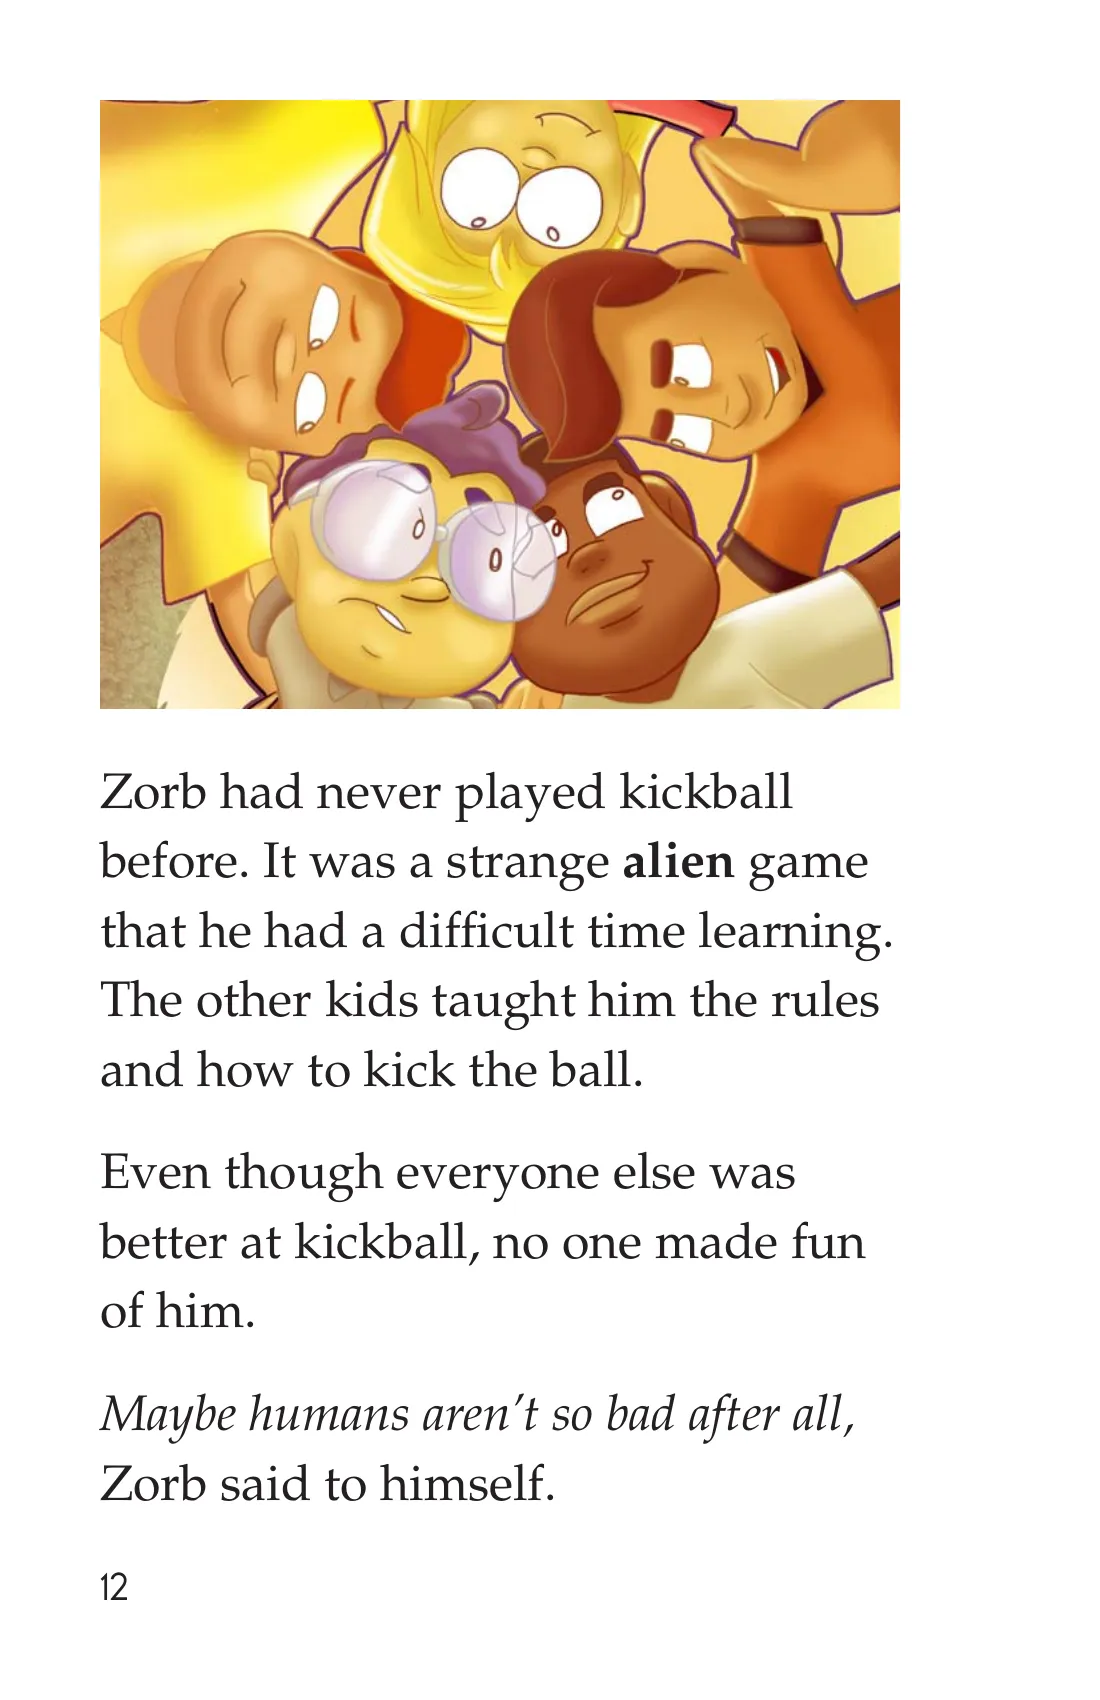 Zorb had never played kickball
before. It was a strange alien game
that he had a difficult time learning.
The other kids taught him the rules
and how to kick the ball.
Even though everyone else was
better at kickball, no one made fun
of him.
Maybe humans aren’t so bad after all,
Zorb said to himself.
12